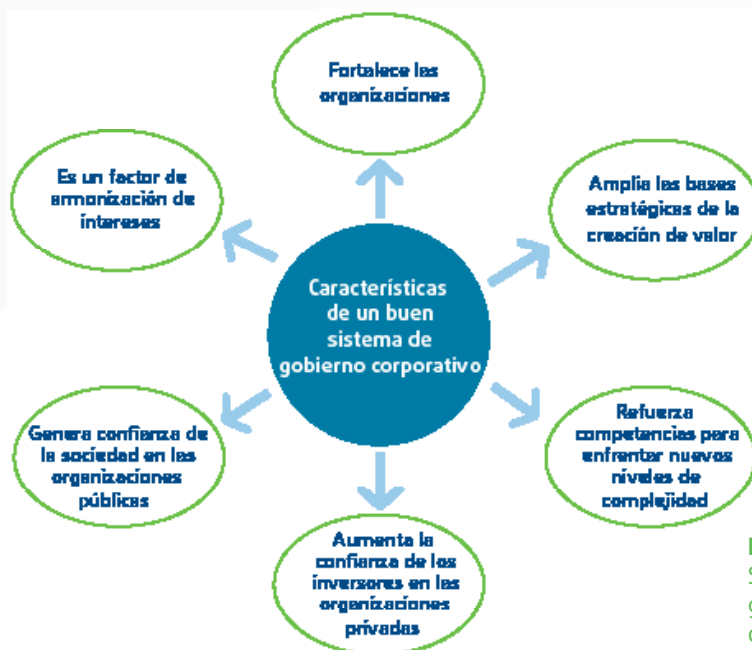 Fortalece las
organizaciones
Es un factor de
armonización de
intereses
Amplía las bases
estratégicas de la
creación de valor
Características
de un buen
sistema de
gobierno corporativo
Genera confianza de
la sociedad en las
organizaciones
públicas
Refuerza
competencias para
enfrentar nuevos
niveles de
complejidad
Aumenta la
confianza de los
inversores en las
organizaciones
privadas